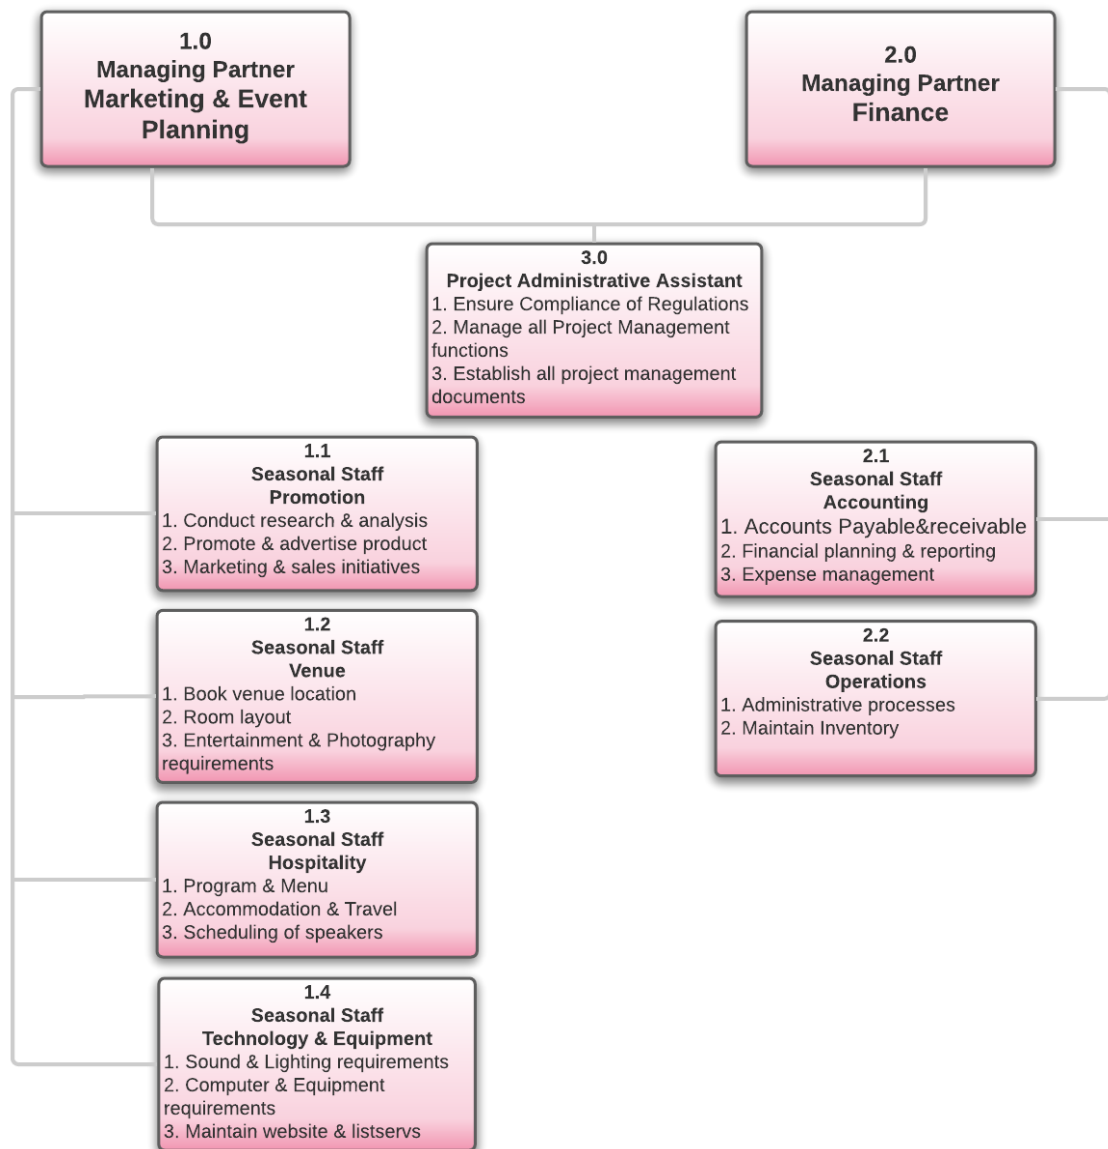 1.0
Managing Partner
Marketing & Event
Planning
2.0
Managing Partner
Finance
3.0
Project Administrative Assistant
1. Ensure Compliance of Regulations
2. Manage all Project Management
functions
3. Establish all project management
documents
1.1
Seasonal Staff
Promotion
1. Conduct research & analysis
2. Promote & advertise product
3. Marketing & sales initiatives
2.1
Seasonal Staff
Accounting
1. Accounts Payable&receivable
2. Financial planning & reporting
3. Expense management
1.2
Seasonal Staff
Venue
1. Book venue location
2. Room layout
3. Entertainment & Photography
requirements
2.2
Seasonal Staff
Operations
1. Administrative processes
2. Maintain Inventory
1.3
Seasonal Staff
Hospitality
1. Program & Menu
2. Accommodation & Travel
3. Scheduling of speakers
1.4
Seasonal Staff
Technology & Equipment
1. Sound & Lighting requirements
2. Computer & Equipment
requirements
3. Maintain website & listservs